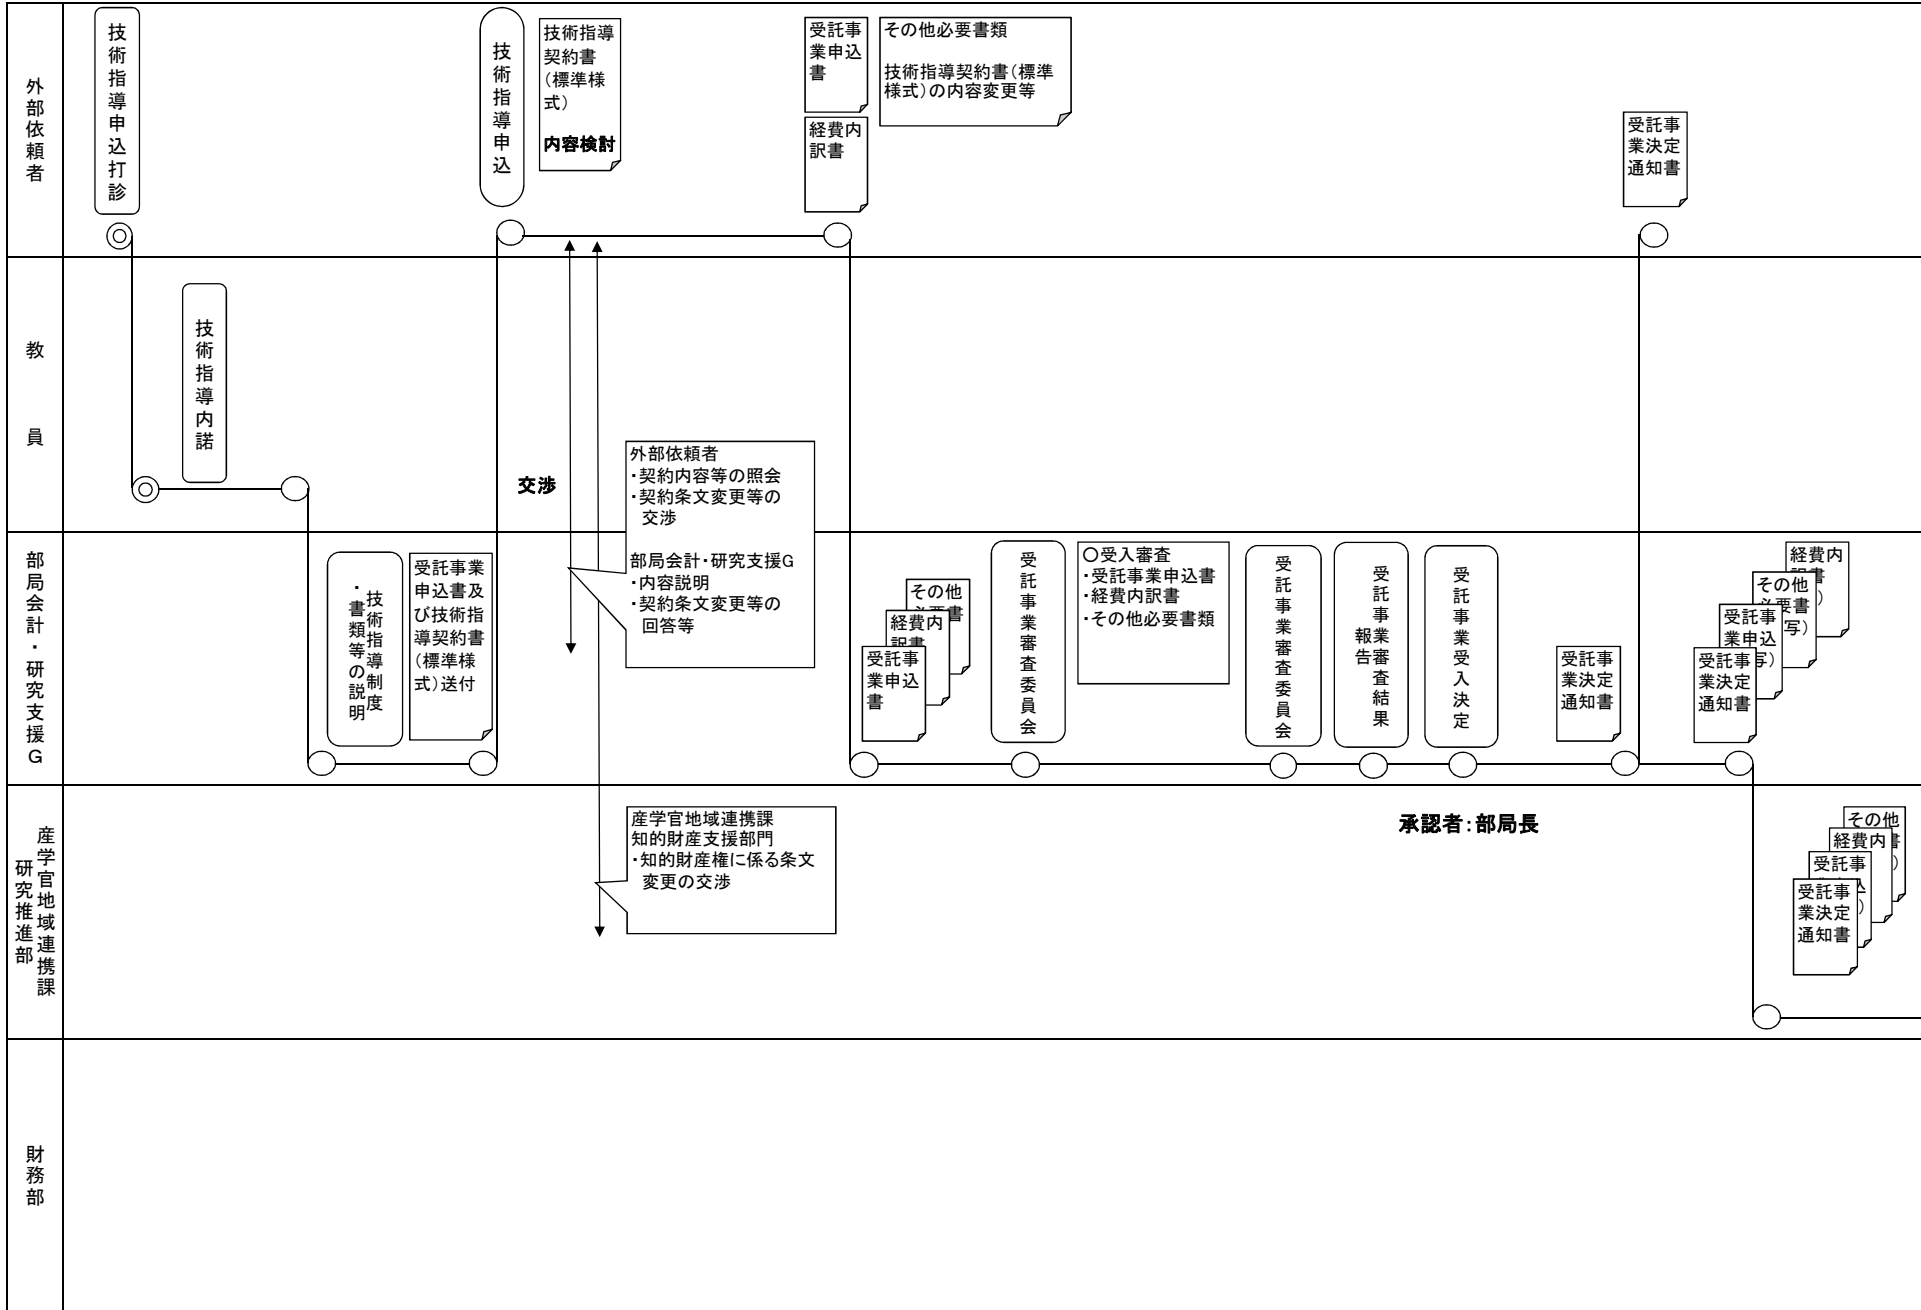 外部依頼者
技術指導申込打診
技術指導申込
技術指導
契約書
(標準様
式)
内容検討
受託事
業申込
書
経費内
訳書
その他必要書類
技術指導契約書(標準
様式)の内容変更等
受託事
業決定
通知書
教員
技術指導内諾
交渉
外部依頼者
・契約内容等の照会
・契約条文変更等の
交渉
部局会計・研究支援G
・内容説明
・契約条文変更等の
回答等
部局会計・研究支援G
技術指導制度
・書類等の説明
受託事業
申込書及
び技術指
導契約書
(標準様
式)送付
その他
経費内
受託事
業申込
書
受託事業審査委員会
〇受入審査
・受託事業申込書
・経費内訳書
・その他必要書類
受託事業審査委員会
受託事業審査結果
報告
受託事業受入決定
受託事
業決定
通知書
経費内
その他
必要書
写)
受託事
業申込
写)
受託事
業決定
通知書
産学官地域連携課
研究推進部
産学官地域連携課
知的財産支援部門
・知的財産権に係る条文
変更の交渉
承認者:部局長
その他
経費内
受託事
受託事
業決定
通知書
財務部